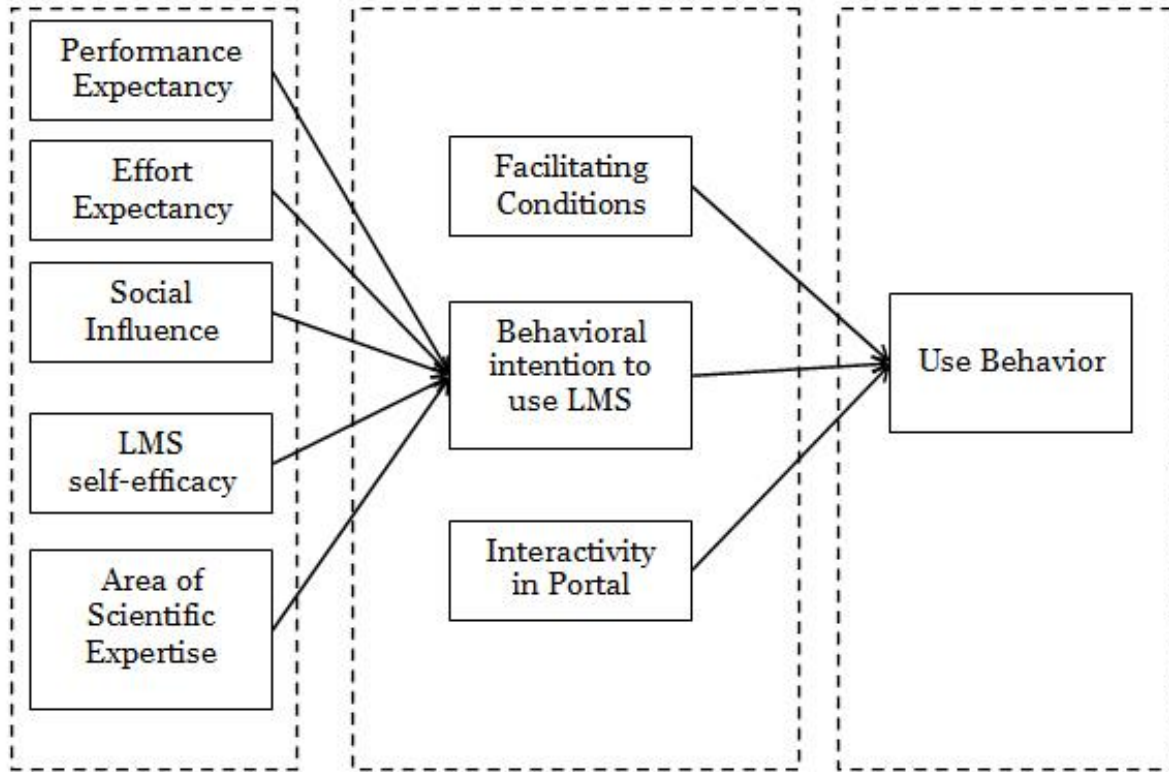 Performance
Expectancy
Effort
Expectancy
Social
Influence
LMS
self-efficacy
Area of
Scientific
Expertise
Facilitating
Conditions
Behavioral
intention to
use LMS
Interactivity
in Portal
Use Behavior